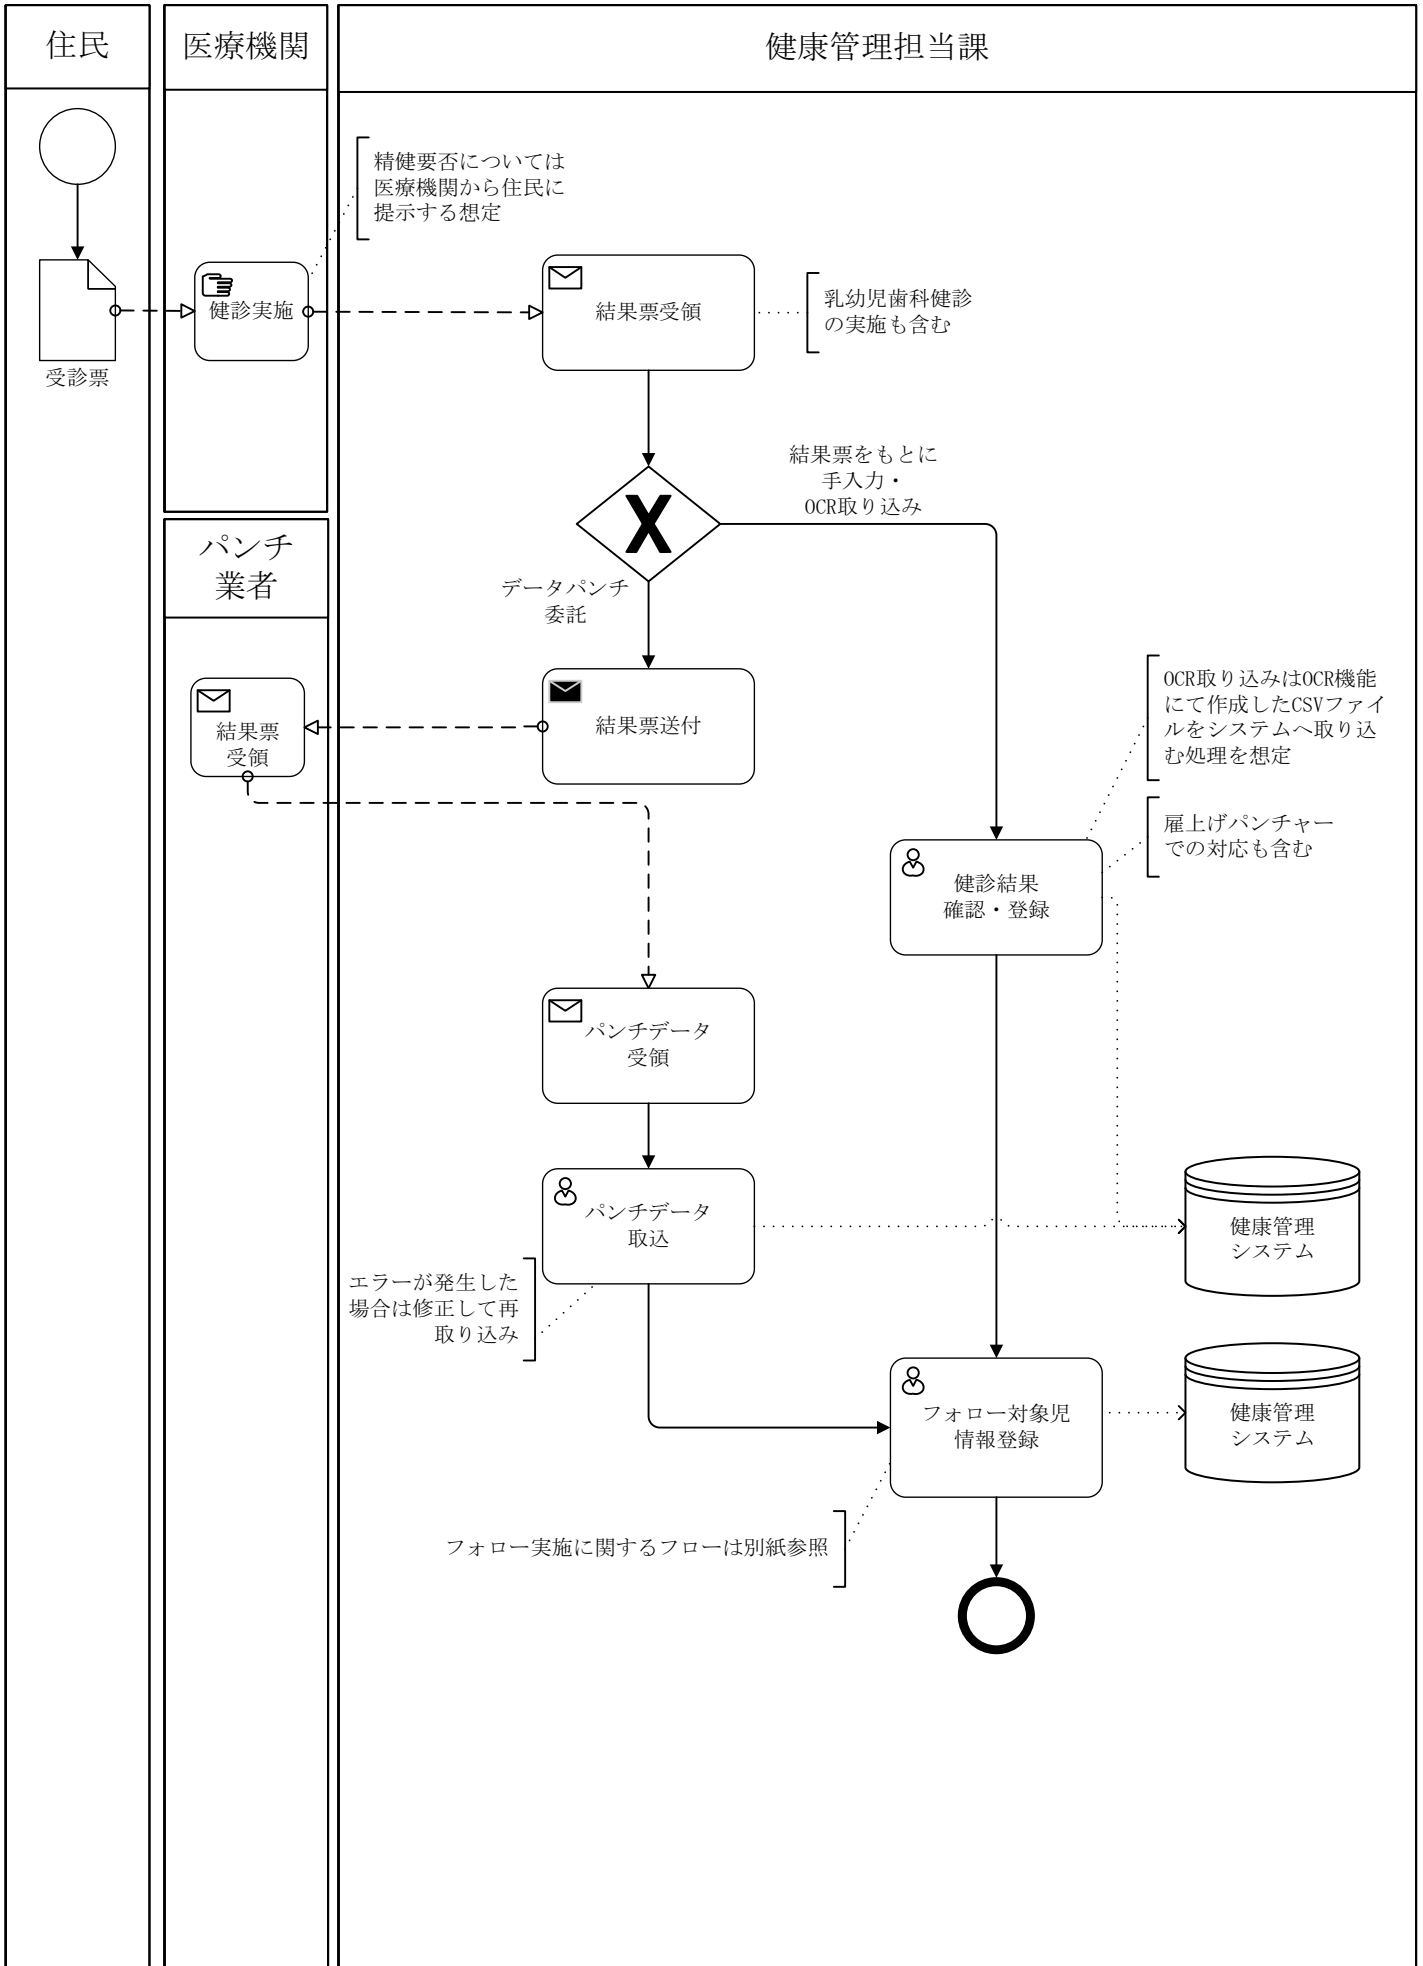 住民
医療機関
健康管理担当課
精健要否については
医療機関から住民に
提示する想定
健診実施
結果票受領
乳幼児歯科健診
の実施も含む
受診票
結果票をもとに
手入力・
OCR取り込み
パンチ
業者
データパンチ
委託
結果票
受領
結果票送付
OCR取り込みはOCR機能
にて作成したCSVファイ
ルをシステムへ取り込
む処理を想定
雇上げパンチャー
での対応も含む
健診結果
確認・登録
パンチデータ
受領
パンチデータ
取込
健康管理
システム
エラーが発生した
場合は修正して再
取り込み
フォロー対象児
情報登録
健康管理
システム
フォロー実施に関するフローは別紙参照